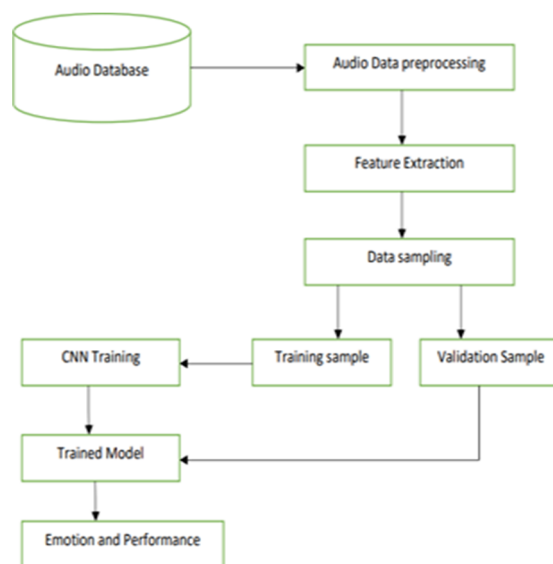 Audio Database
Audio Data preprocessing
Feature Extraction
Data sampling
CNN Training
Training sample
Validation Sample
Trained Model
Emotion and Performance